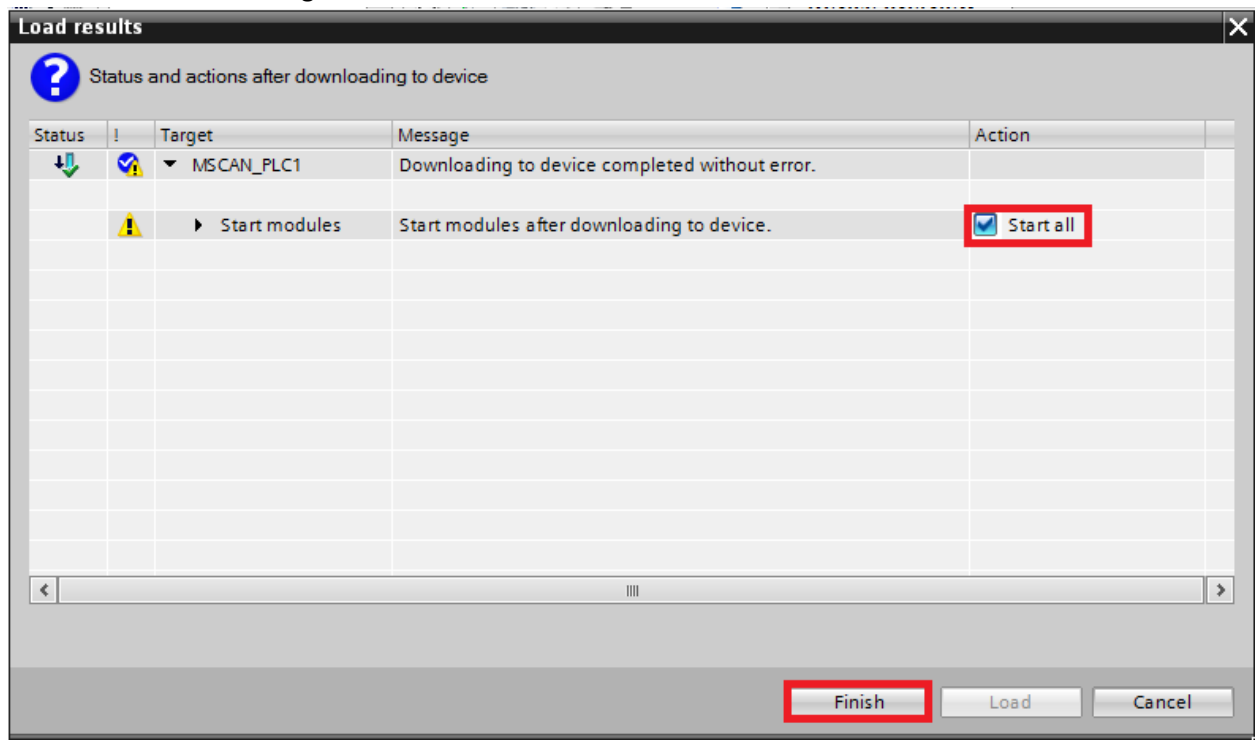 Load results
Status and actions after downloading to device
Status ! Target Message Action
MSCAN_PLC1 Downloading to device completed without error.
Start modules Start modules after downloading to device. Start all
Finish Load Cancel